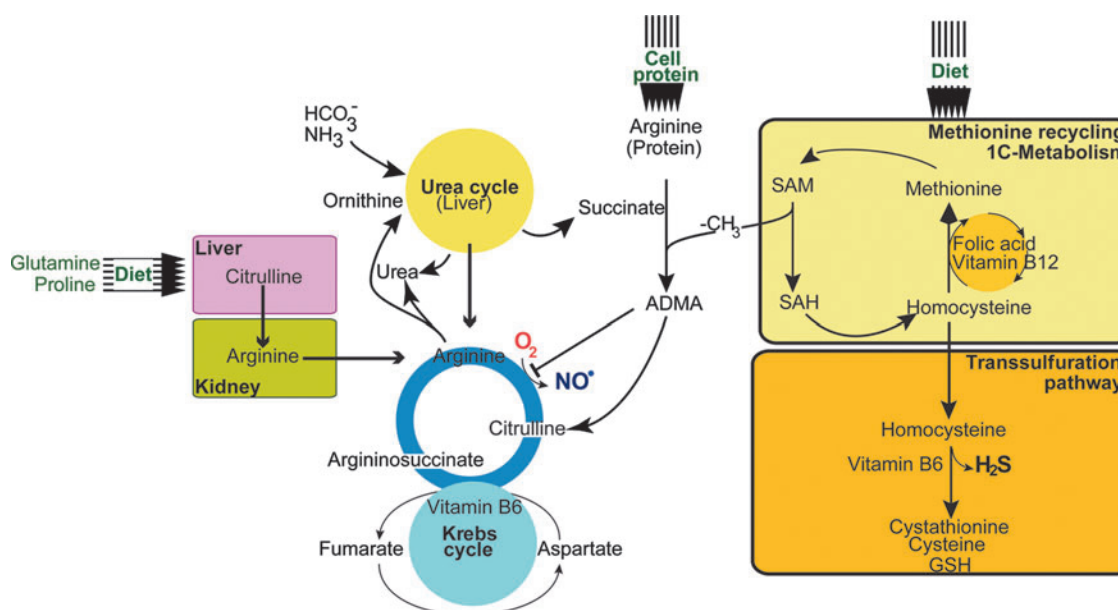 Cell
protein
Arginine
(Protein)
Diet
Methionine recycling
1C-Metabolism
SAM
Methionine
Folic acid
Vitamin B12
SAH
Homocysteine
-CH₃
HCO₃⁻
NH₃
Urea cycle
(Liver)
Ornithine
Succinate
Urea
ADMA
Glutamine
Proline
Diet
Liver
Citrulline
Arginine
Kidney
Arginine
O₂
NO•
Citrulline
Argininosuccinate
Vitamin B6
Krebs
cycle
Fumarate
Aspartate
Transsulfuration
pathway
Homocysteine
Vitamin B6
H₂S
Cystathionine
Cysteine
GSH